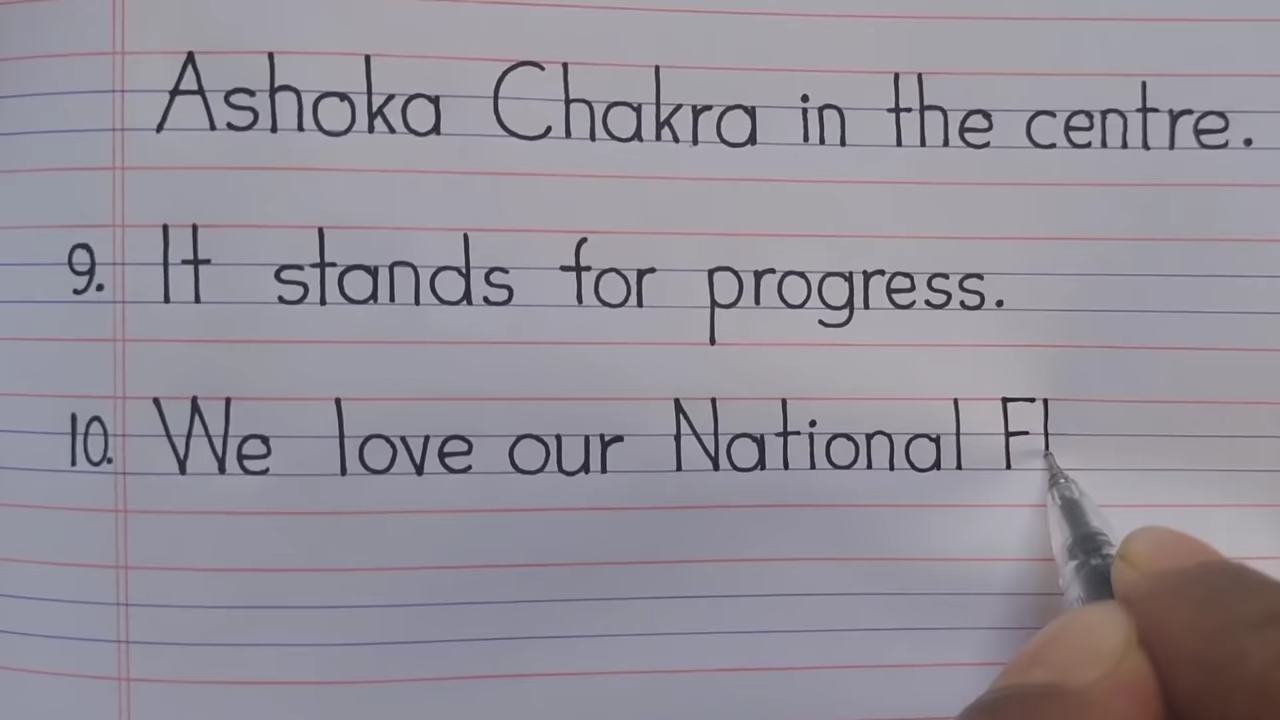 Ashoka Chakra in the centre.
9. It stands for progress.
10. We love our National Fl